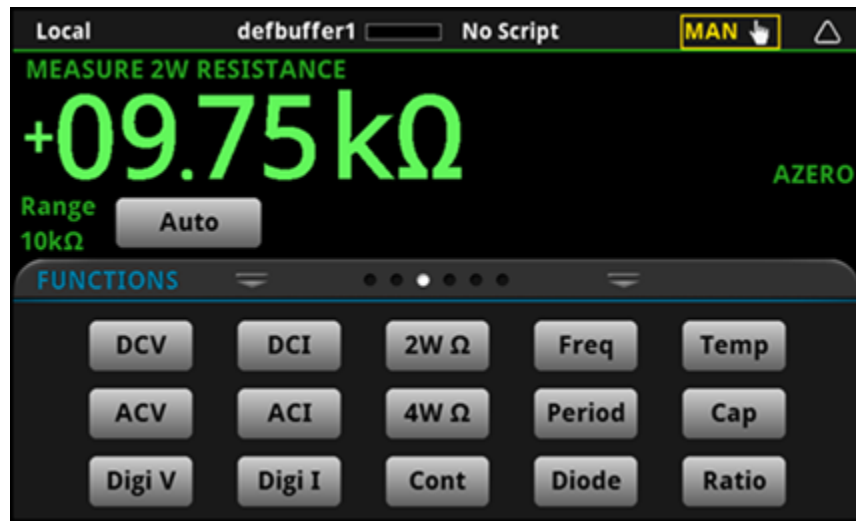 Local defbuffer1 No Script MAN
MEASURE 2W RESISTANCE
+09.75 kΩ
AZERO
Range
10kΩ
Auto
FUNCTIONS
DCV DCI 2W Ω Freq Temp
ACV ACI 4W Ω Period Cap
Digi V Digi I Cont Diode Ratio